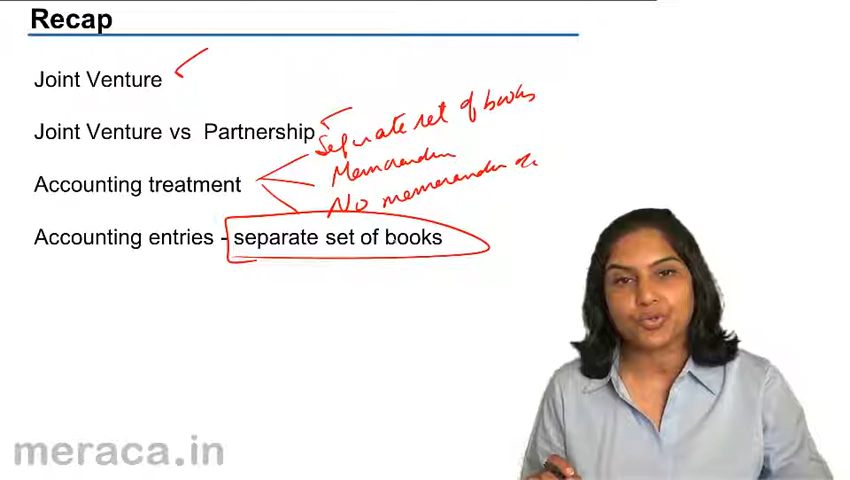 Recap
Joint Venture
Joint Venture vs Partnership
Separate set of books
Memorandum
Accounting treatment
No memorandum
Accounting entries - separate set of books
meraca.in